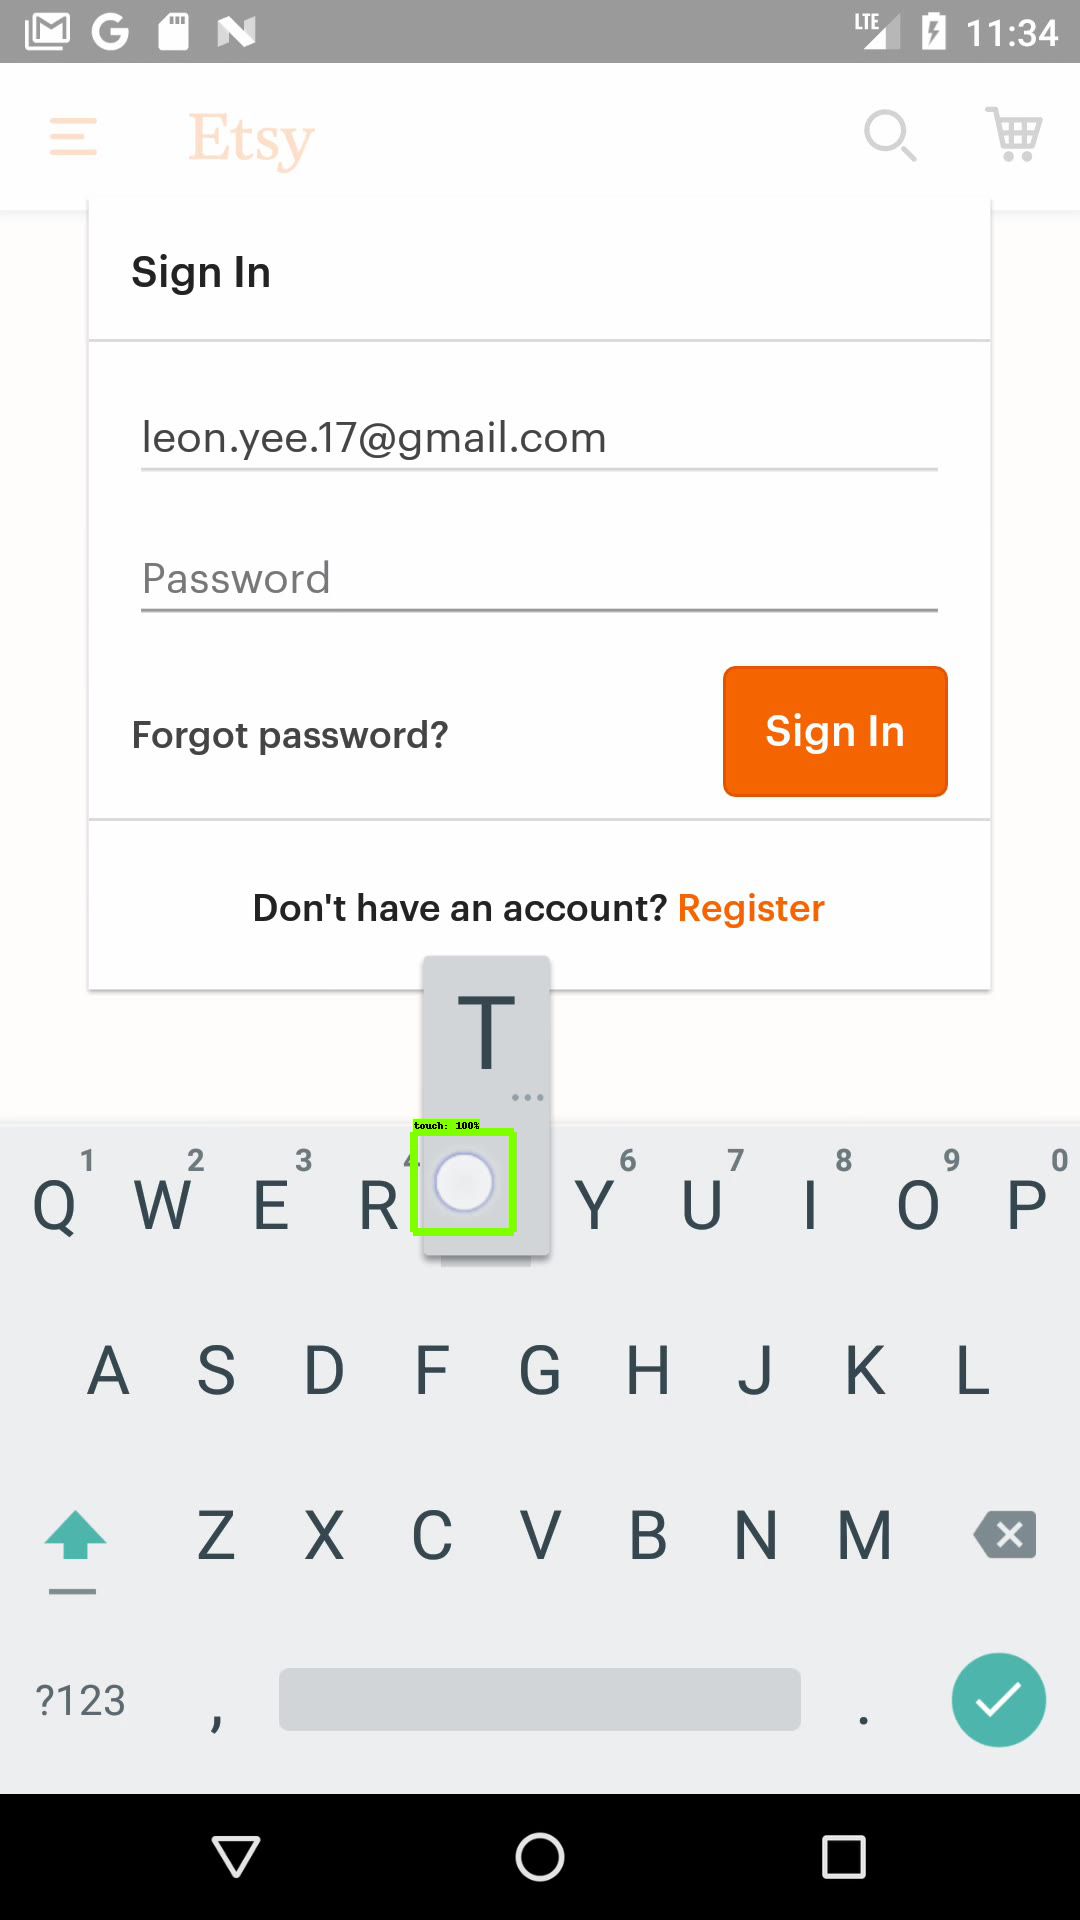 LTE 11:34
Etsy
Sign In
leon.yee.17@gmail.com
Password
Forgot password?
Sign In
Don't have an account? Register
T
...
touch: 100%
1 2 3 4 6 7 8 9 0
Q W E R Y U I O P
A S D F G H J K L
Z X C V B N M
?123 , .